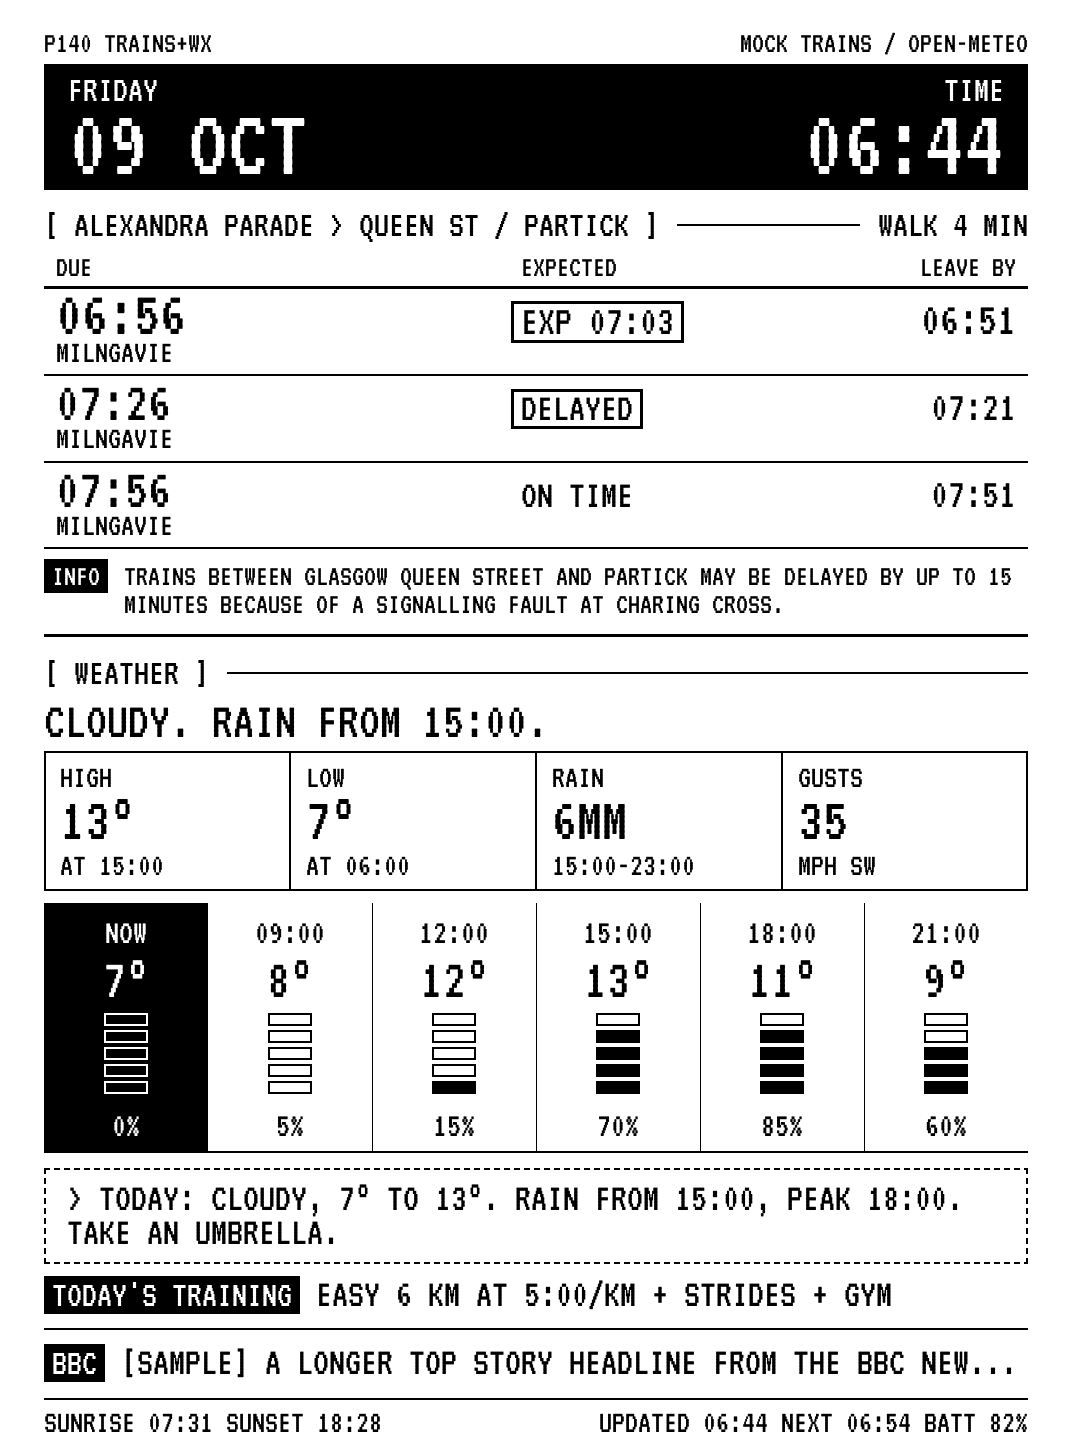 P140 TRAINS+WX MOCK TRAINS / OPEN-METEO
FRIDAY TIME
09 OCT 06:44
[ ALEXANDRA PARADE > QUEEN ST / PARTICK ] WALK 4 MIN
DUE EXPECTED LEAVE BY
06:56 EXP 07:03 06:51
MILNGAVIE
07:26 DELAYED 07:21
MILNGAVIE
07:56 ON TIME 07:51
MILNGAVIE
INFO TRAINS BETWEEN GLASGOW QUEEN STREET AND PARTICK MAY BE DELAYED BY UP TO 15
MINUTES BECAUSE OF A SIGNALLING FAULT AT CHARING CROSS.
[ WEATHER ]
CLOUDY. RAIN FROM 15:00.
HIGH LOW RAIN GUSTS
13° 7° 6MM 35
AT 15:00 AT 06:00 15:00-23:00 MPH SW
NOW 09:00 12:00 15:00 18:00 21:00
7° 8° 12° 13° 11° 9°
0% 5% 15% 70% 85% 60%
> TODAY: CLOUDY, 7° TO 13°. RAIN FROM 15:00, PEAK 18:00.
TAKE AN UMBRELLA.
TODAY'S TRAINING EASY 6 KM AT 5:00/KM + STRIDES + GYM
BBC [SAMPLE] A LONGER TOP STORY HEADLINE FROM THE BBC NEW...
SUNRISE 07:31 SUNSET 18:28 UPDATED 06:44 NEXT 06:54 BATT 82%